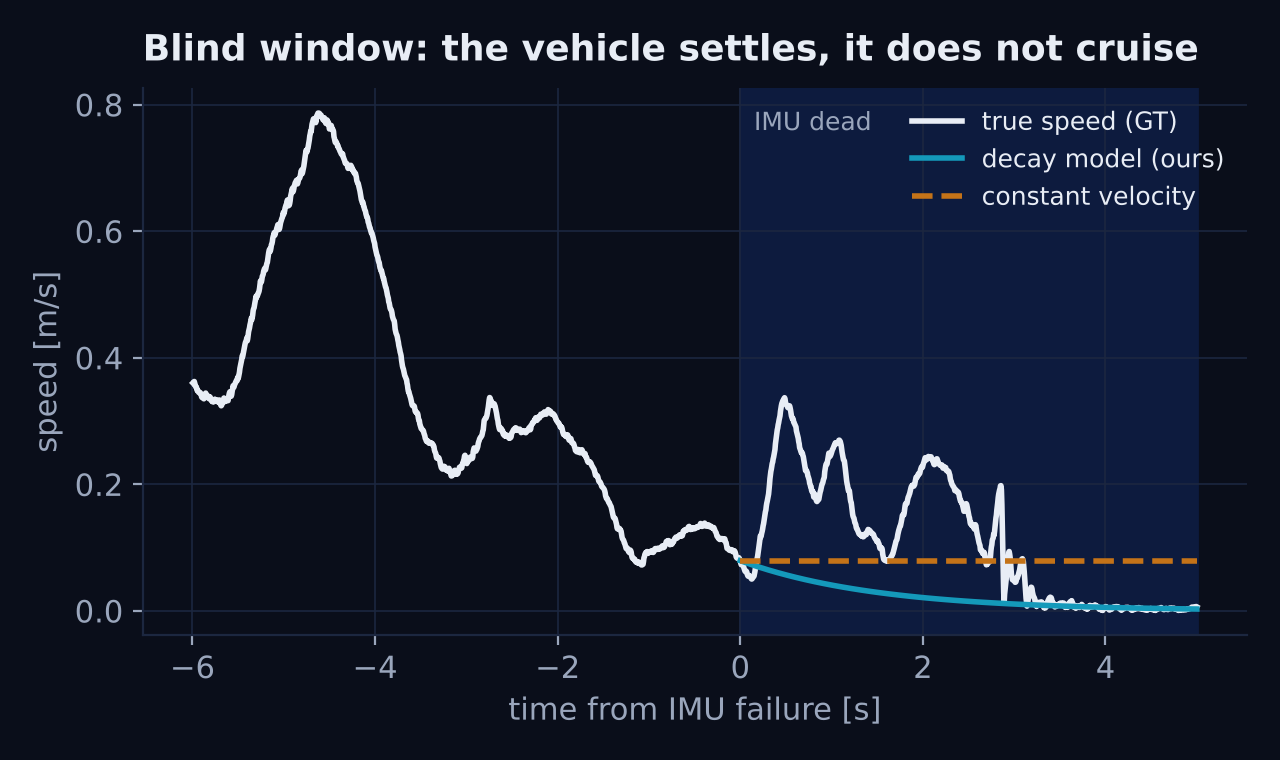 Blind window: the vehicle settles, it does not cruise
IMU dead
true speed (GT)
decay model (ours)
constant velocity
speed [m/s]
0.8
0.6
0.4
0.2
0.0
−6
−4
−2
0
2
4
time from IMU failure [s]